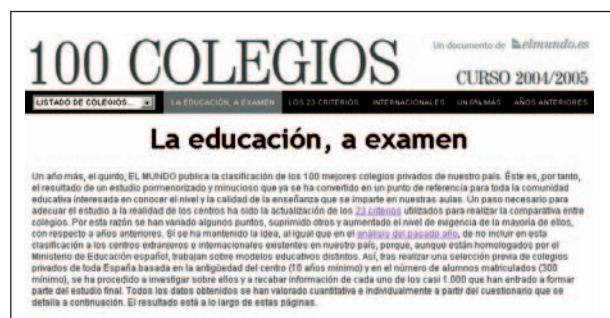 100 COLEGIOS
Un documento de elmundo.es
CURSO 2004/2005
LISTADO DE COLEGIOS... LA EDUCACIÓN, A EXAMEN LOS 23 CRITERIOS INTERNACIONALES UN 0% MÁS AÑOS ANTERIORES
La educación, a examen
Un año más, el quinto, EL MUNDO publica la clasificación de los 100 mejores colegios privados de nuestro país. Éste es, por tanto,
el resultado de un estudio pormenorizado y minucioso que ya se ha convertido en un punto de referencia para toda la comunidad
educativa interesada en conocer el nivel y la calidad de la enseñanza que se imparte en nuestras aulas. Un paso necesario para
adecuar el estudio a la realidad de los centros ha sido la actualización de los 23 criterios utilizados para realizar la comparativa entre
colegios. Por esta razón se han variado algunos puntos, suprimido otros y aumentado el nivel de exigencia de la mayoría de ellos,
con respecto a años anteriores. Sí se ha mantenido la idea, al igual que en el análisis del pasado año, de no incluir en esta
clasificación a los centros extranjeros e internacionales existentes en nuestro país, porque, aunque están homologados por el
Ministerio de Educación español, trabajan sobre modelos educativos distintos. Así, tras realizar una selección previa de colegios
privados de toda España basada en la antigüedad del centro (10 años mínimo) y en el número de alumnos matriculados (300
mínimo), se ha procedido a investigar sobre ellos y a recabar información de cada uno de los casi 1.000 que han entrado a formar
parte del estudio final. Todos los datos obtenidos se han valorado cuantitativa e individualmente a partir del cuestionario que se
detalla a continuación. El resultado está a lo largo de estas páginas.